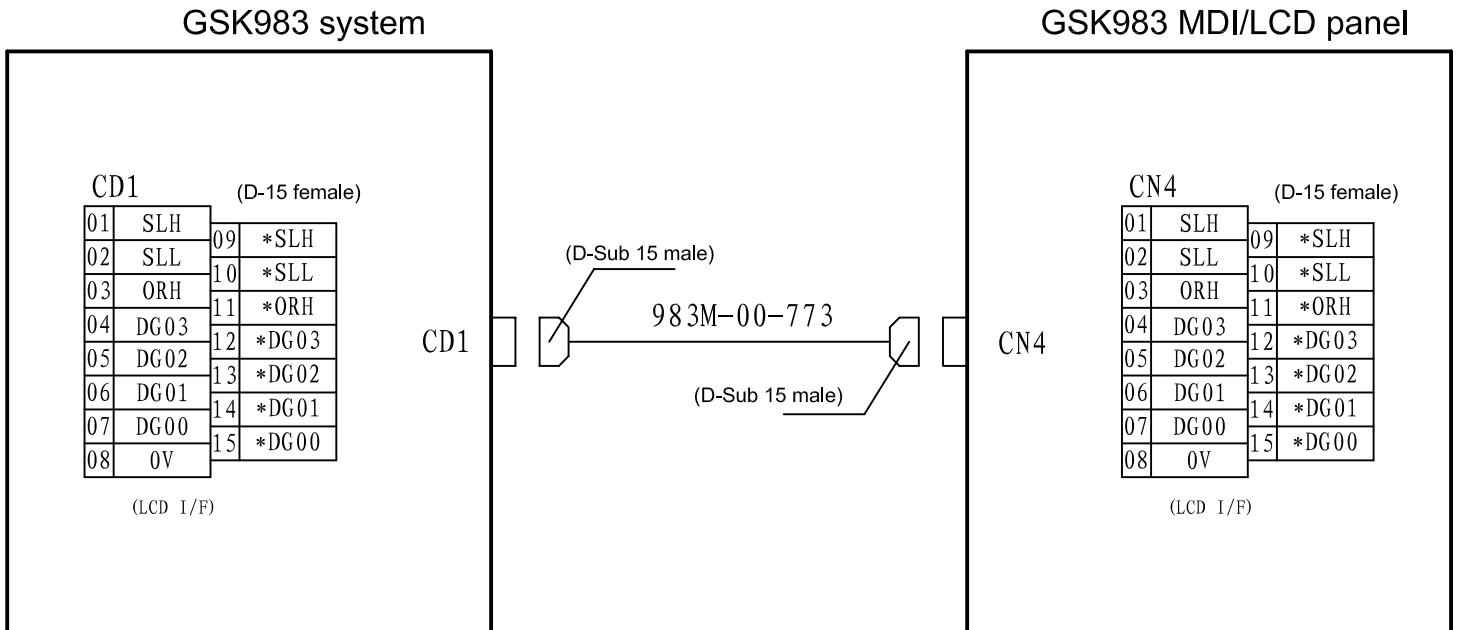 GSK983 system
GSK983 MDI/LCD panel
CD1
(D-15 female)
01 SLH
09 *SLH
02 SLL
10 *SLL
03 ORH
11 *ORH
04 DG03
12 *DG03
05 DG02
13 *DG02
06 DG01
14 *DG01
07 DG00
15 *DG00
08 0V
(LCD I/F)
CD1
(D-Sub 15 male)
983M-00-773
(D-Sub 15 male)
CN4
CN4
(D-15 female)
01 SLH
09 *SLH
02 SLL
10 *SLL
03 ORH
11 *ORH
04 DG03
12 *DG03
05 DG02
13 *DG02
06 DG01
14 *DG01
07 DG00
15 *DG00
08 0V
(LCD I/F)